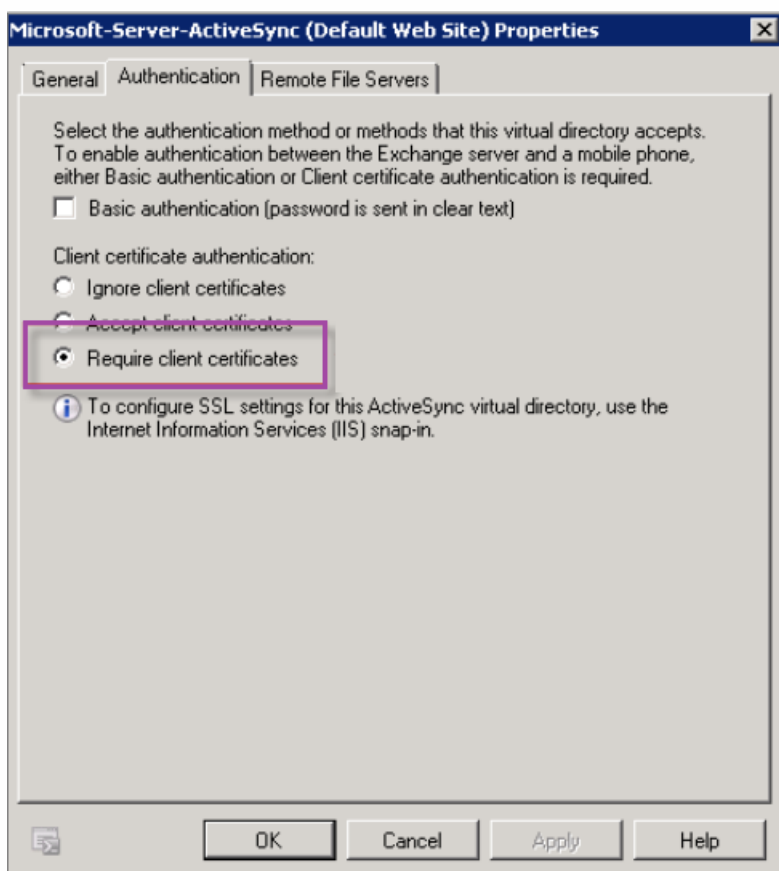 Microsoft-Server-ActiveSync (Default Web Site) Properties
General Authentication Remote File Servers
Select the authentication method or methods that this virtual directory accepts.
To enable authentication between the Exchange server and a mobile phone,
either Basic authentication or Client certificate authentication is required.
Basic authentication (password is sent in clear text)
Client certificate authentication:
Ignore client certificates
Accept client certificates
Require client certificates
To configure SSL settings for this ActiveSync virtual directory, use the
Internet Information Services (IIS) snap-in.
OK Cancel Apply Help